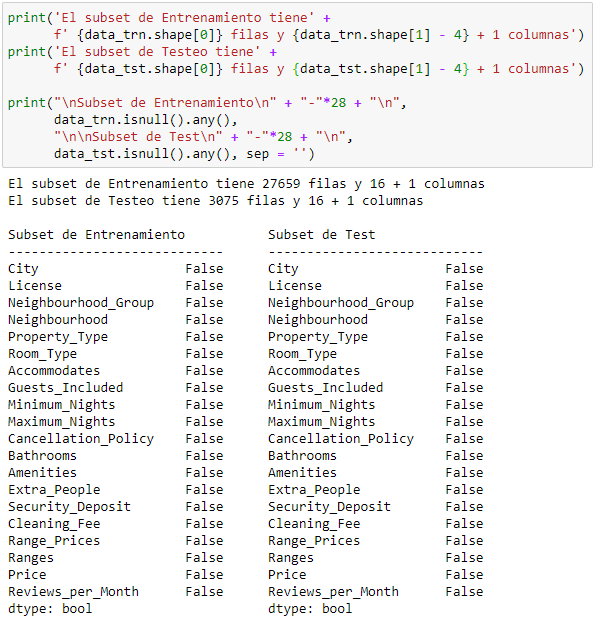 print('El subset de Entrenamiento tiene' +
      f' {data_trn.shape[0]} filas y {data_trn.shape[1] - 4} + 1 columnas')
print('El subset de Testeo tiene' +
      f' {data_tst.shape[0]} filas y {data_tst.shape[1] - 4} + 1 columnas')

print("\nSubset de Entrenamiento\n" + "-"*28 + "\n",
      data_trn.isnull().any(),
      "\n\nSubset de Test\n" + "-"*28 + "\n",
      data_tst.isnull().any(), sep = '')
El subset de Entrenamiento tiene 27659 filas y 16 + 1 columnas
El subset de Testeo tiene 3075 filas y 16 + 1 columnas

Subset de Entrenamiento          Subset de Test
----------------------------     ----------------------------
City                   False     City                   False
License                False     License                False
Neighbourhood_Group    False     Neighbourhood_Group    False
Neighbourhood          False     Neighbourhood          False
Property_Type          False     Property_Type          False
Room_Type              False     Room_Type              False
Accommodates           False     Accommodates           False
Guests_Included        False     Guests_Included        False
Minimum_Nights         False     Minimum_Nights         False
Maximum_Nights         False     Maximum_Nights         False
Cancellation_Policy    False     Cancellation_Policy    False
Bathrooms              False     Bathrooms              False
Amenities              False     Amenities              False
Extra_People           False     Extra_People           False
Security_Deposit       False     Security_Deposit       False
Cleaning_Fee           False     Cleaning_Fee           False
Range_Prices           False     Range_Prices           False
Ranges                 False     Ranges                 False
Price                  False     Price                  False
Reviews_per_Month      False     Reviews_per_Month      False
dtype: bool                      dtype: bool